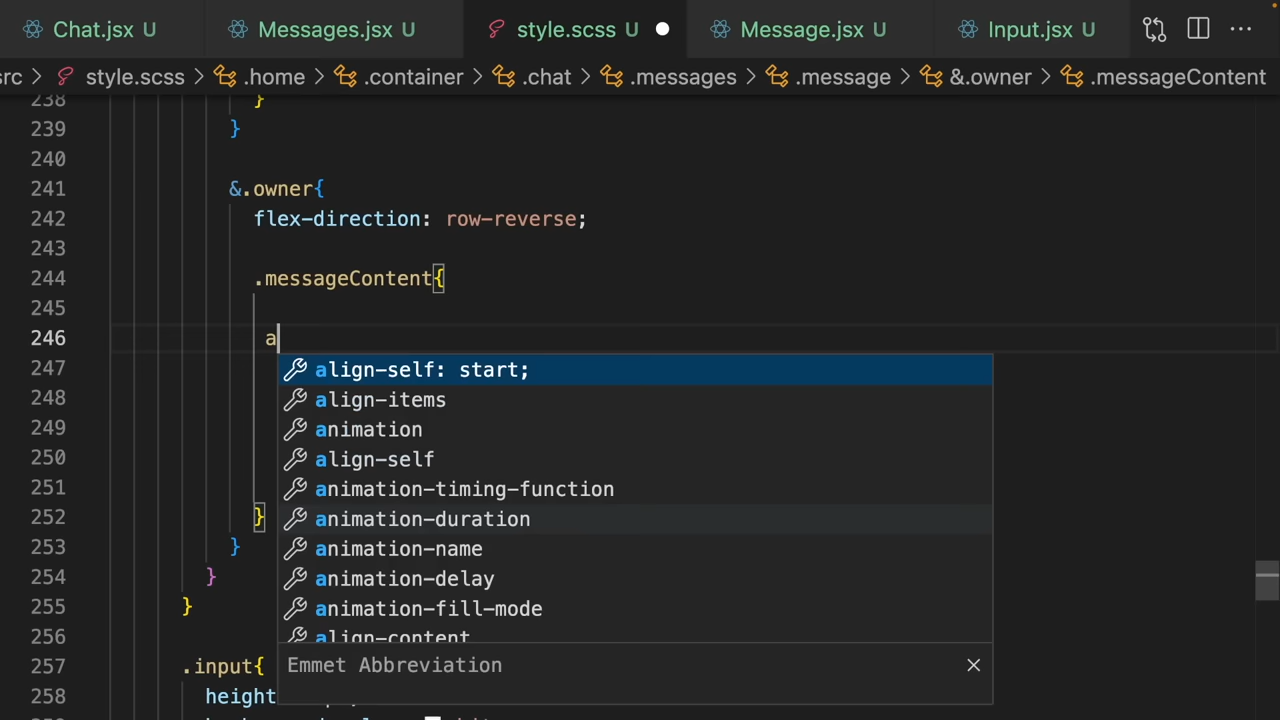 Chat.jsx U Messages.jsx U style.scss U Message.jsx U Input.jsx U
src > style.scss > .home > .container > .chat > .messages > .message > &.owner > .messageContent
238 }
239 }
240
241 &.owner{
242 flex-direction: row-reverse;
243
244 .messageContent{
245
246 a
247 align-self: start;
248 align-items
249 animation
250 align-self
251 animation-timing-function
252 } animation-duration
253 } animation-name
254 } animation-delay
255 } animation-fill-mode
256 align-content
257 .input{ Emmet Abbreviation
258 height